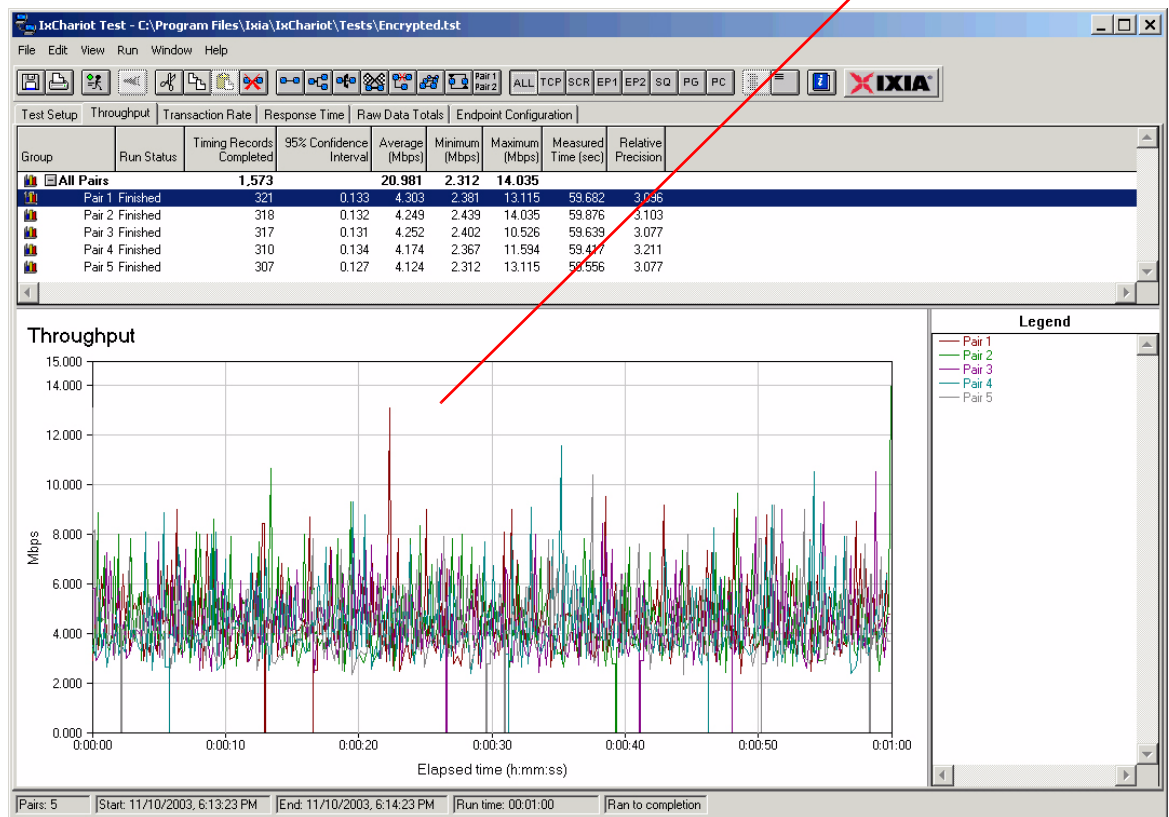 IxChariot Test - C:\Program Files\Ixia\IxChariot\Tests\Encrypted.tst
File Edit View Run Window Help
Pair 1 Pair 2 ALL TCP SCR EP1 EP2 SQ PG PC i IXIA
Test Setup Throughput Transaction Rate Response Time Raw Data Totals Endpoint Configuration
Group Run Status Timing Records Completed 95% Confidence Interval Average (Mbps) Minimum (Mbps) Maximum (Mbps) Measured Time (sec) Relative Precision
All Pairs 1,573 20.981 2.312 14.035
Pair 1 Finished 321 0.133 4.303 2.381 13.115 59.682 3.096
Pair 2 Finished 318 0.132 4.249 2.439 14.035 59.876 3.103
Pair 3 Finished 317 0.131 4.252 2.402 10.526 59.639 3.077
Pair 4 Finished 310 0.134 4.174 2.367 11.594 59.417 3.211
Pair 5 Finished 307 0.127 4.124 2.312 13.115 59.556 3.077
Throughput
Mbps
15.000
14.000
12.000
10.000
8.000
6.000
4.000
2.000
0.000
0:00:00 0:00:10 0:00:20 0:00:30 0:00:40 0:00:50 0:01:00
Elapsed time (h:mm:ss)
Legend
Pair 1
Pair 2
Pair 3
Pair 4
Pair 5
Pairs: 5 Start: 11/10/2003, 6:13:23 PM End: 11/10/2003, 6:14:23 PM Run time: 00:01:00 Ran to completion